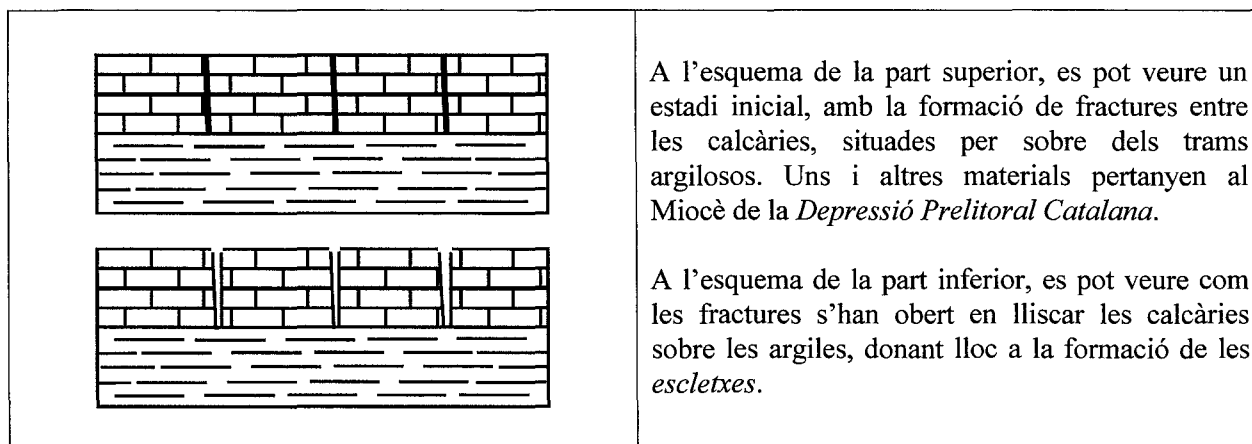 A l'esquema de la part superior, es pot veure un
estadi inicial, amb la formació de fractures entre
les calcàries, situades per sobre dels trams
argilosos. Uns i altres materials pertanyen al
Miocè de la Depressió Prelitoral Catalana.
A l'esquema de la part inferior, es pot veure com
les fractures s'han obert en lliscar les calcàries
sobre les argiles, donant lloc a la formació de les
escletxes.